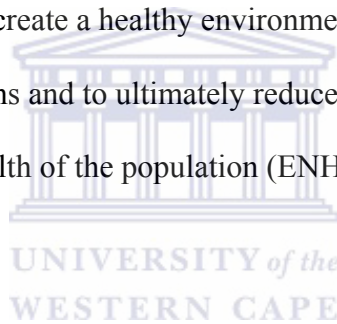 create a healthy environme
ns and to ultimately reduce
lth of the population (ENH
UNIVERSITY of the
WESTERN CAPE